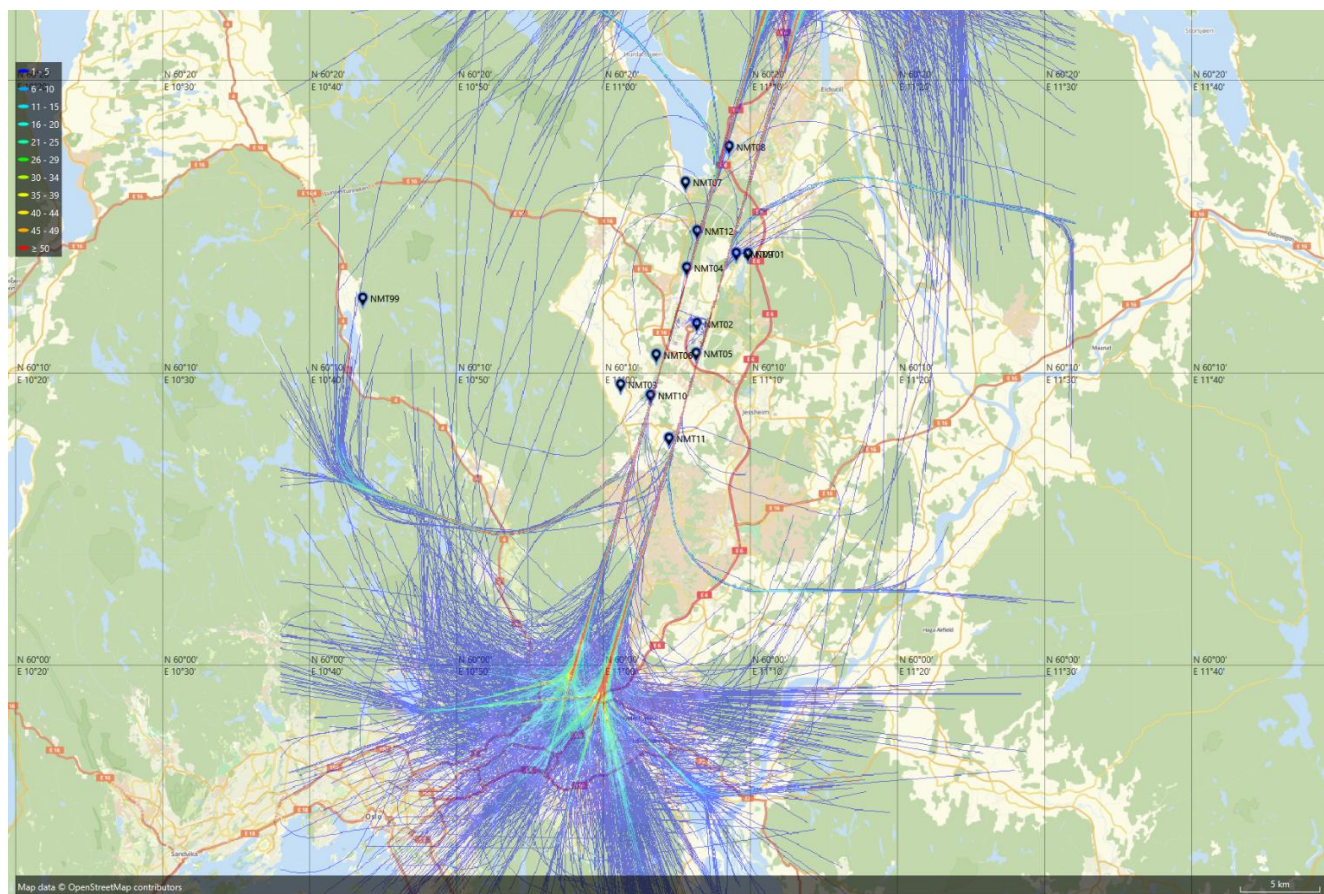 1 - 5
6 - 10
11 - 15
16 - 20
21 - 25
26 - 29
30 - 34
35 - 39
40 - 44
45 - 49
≥ 50
N 60°20' N 60°20' N 60°20' N 60°20' N 60°20' N 60°20' N 60°20' N 60°20'
E 10°30' E 10°40' E 10°50' E 11°00' E 11°10' E 11°20' E 11°30' E 11°40'
Eidsvoll
NMT08
NMT07
NMT12
NMT01
NMT04
NMT99
NMT02
NMT06
NMT05
N 60°10' N 60°10' N 60°10' N 60°10' N 60°10' N 60°10' N 60°10' N 60°10' N 60°10'
E 10°20' E 10°30' E 10°40' E 10°50' E 11°00' E 11°10' E 11°20' E 11°30' E 11°40'
NMT03
NMT10
Jessheim
NMT11
Haga Airfield
N 60°00' N 60°00' N 60°00' N 60°00' N 60°00' N 60°00' N 60°00' N 60°00' N 60°00'
E 10°20' E 10°30' E 10°40' E 10°50' E 11°00' E 11°10' E 11°20' E 11°30' E 11°40'
Oslo
Sandvika
Map data © OpenStreetMap contributors
5 km